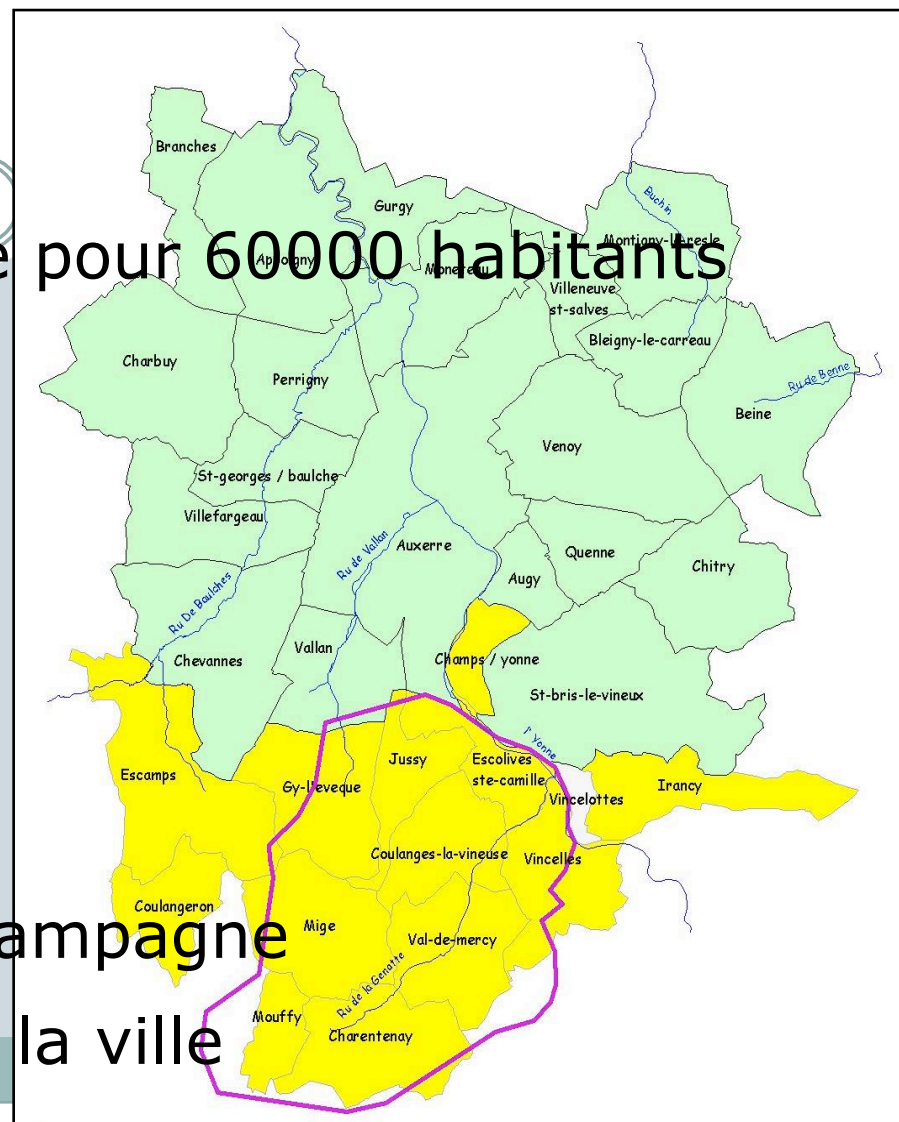 Branches
Gurgy
Buchin
Montigny-la-resle
e pour 60000 habitants
Appoigny
Moneteau
Villeneuve
st-salves
Bleigny-le-carreau
Charbuy
Perrigny
Ru de Benne
Beine
Venoy
St-georges / baulche
Villefargeau
Ru de Vallan
Auxerre
Quenne
Augy
Chitry
Ru De Baulches
Vallan
Chevannes
Champs / yonne
St-bris-le-vineux
l' Yonne
Jussy
Escolives
ste-camille
Escamps
Gy-l'eveque
Irancy
Vincelottes
Coulanges-la-vineuse
Vincelles
Coulangeron
Mige
ampagne
Val-de-mercy
Ru de la Genotte
Mouffy
Charentenay
la ville